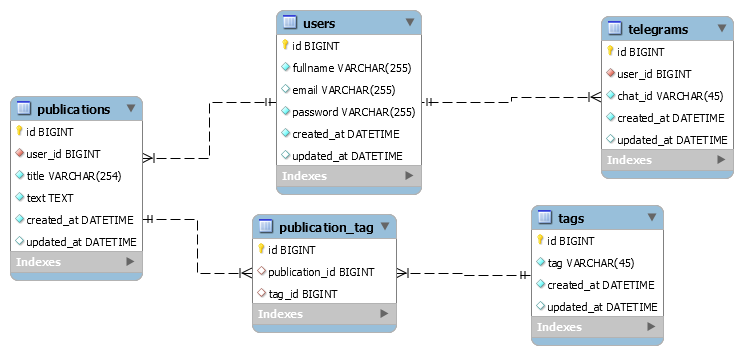 users
id BIGINT
fullname VARCHAR(255)
email VARCHAR(255)
password VARCHAR(255)
created_at DATETIME
updated_at DATETIME
Indexes
telegrams
id BIGINT
user_id BIGINT
chat_id VARCHAR(45)
created_at DATETIME
updated_at DATETIME
Indexes
publications
id BIGINT
user_id BIGINT
title VARCHAR(254)
text TEXT
created_at DATETIME
updated_at DATETIME
Indexes
publication_tag
id BIGINT
publication_id BIGINT
tag_id BIGINT
Indexes
tags
id BIGINT
tag VARCHAR(45)
created_at DATETIME
updated_at DATETIME
Indexes